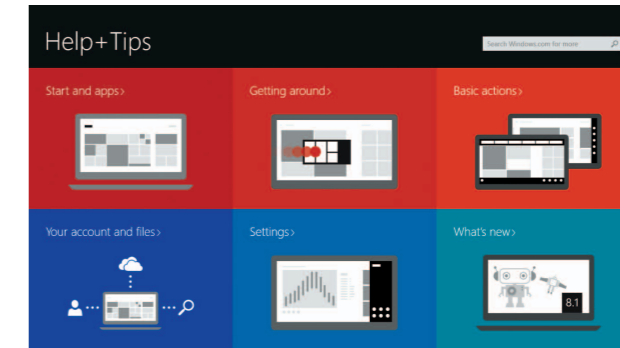 Help+Tips
Search Windows.com for more
Start and apps>
Getting around>
Basic actions>
Your account and files>
Settings>
What's new>
8.1